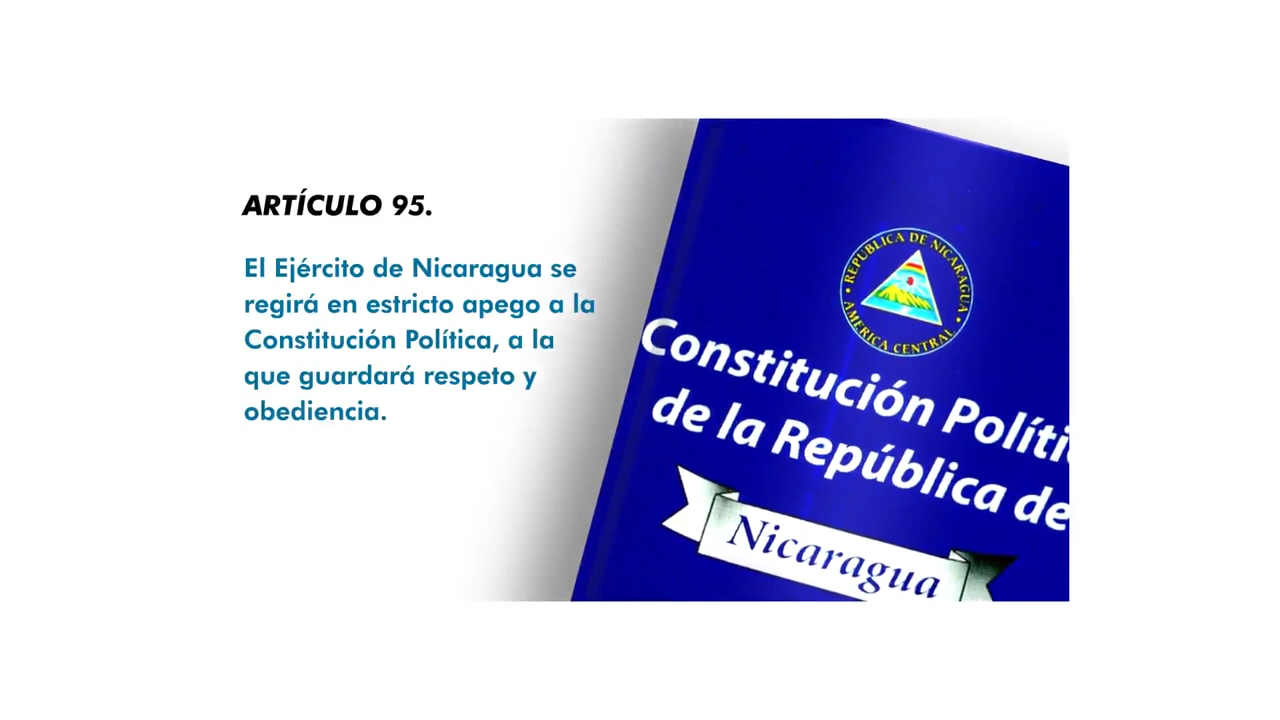 ARTÍCULO 95.
El Ejército de Nicaragua se
regirá en estricto apego a la
Constitución Política, a la
que guardará respeto y
obediencia.
REPÚBLICA DE NICARAGUA
AMÉRICA CENTRAL
Constitución Políti
de la República de
Nicaragua